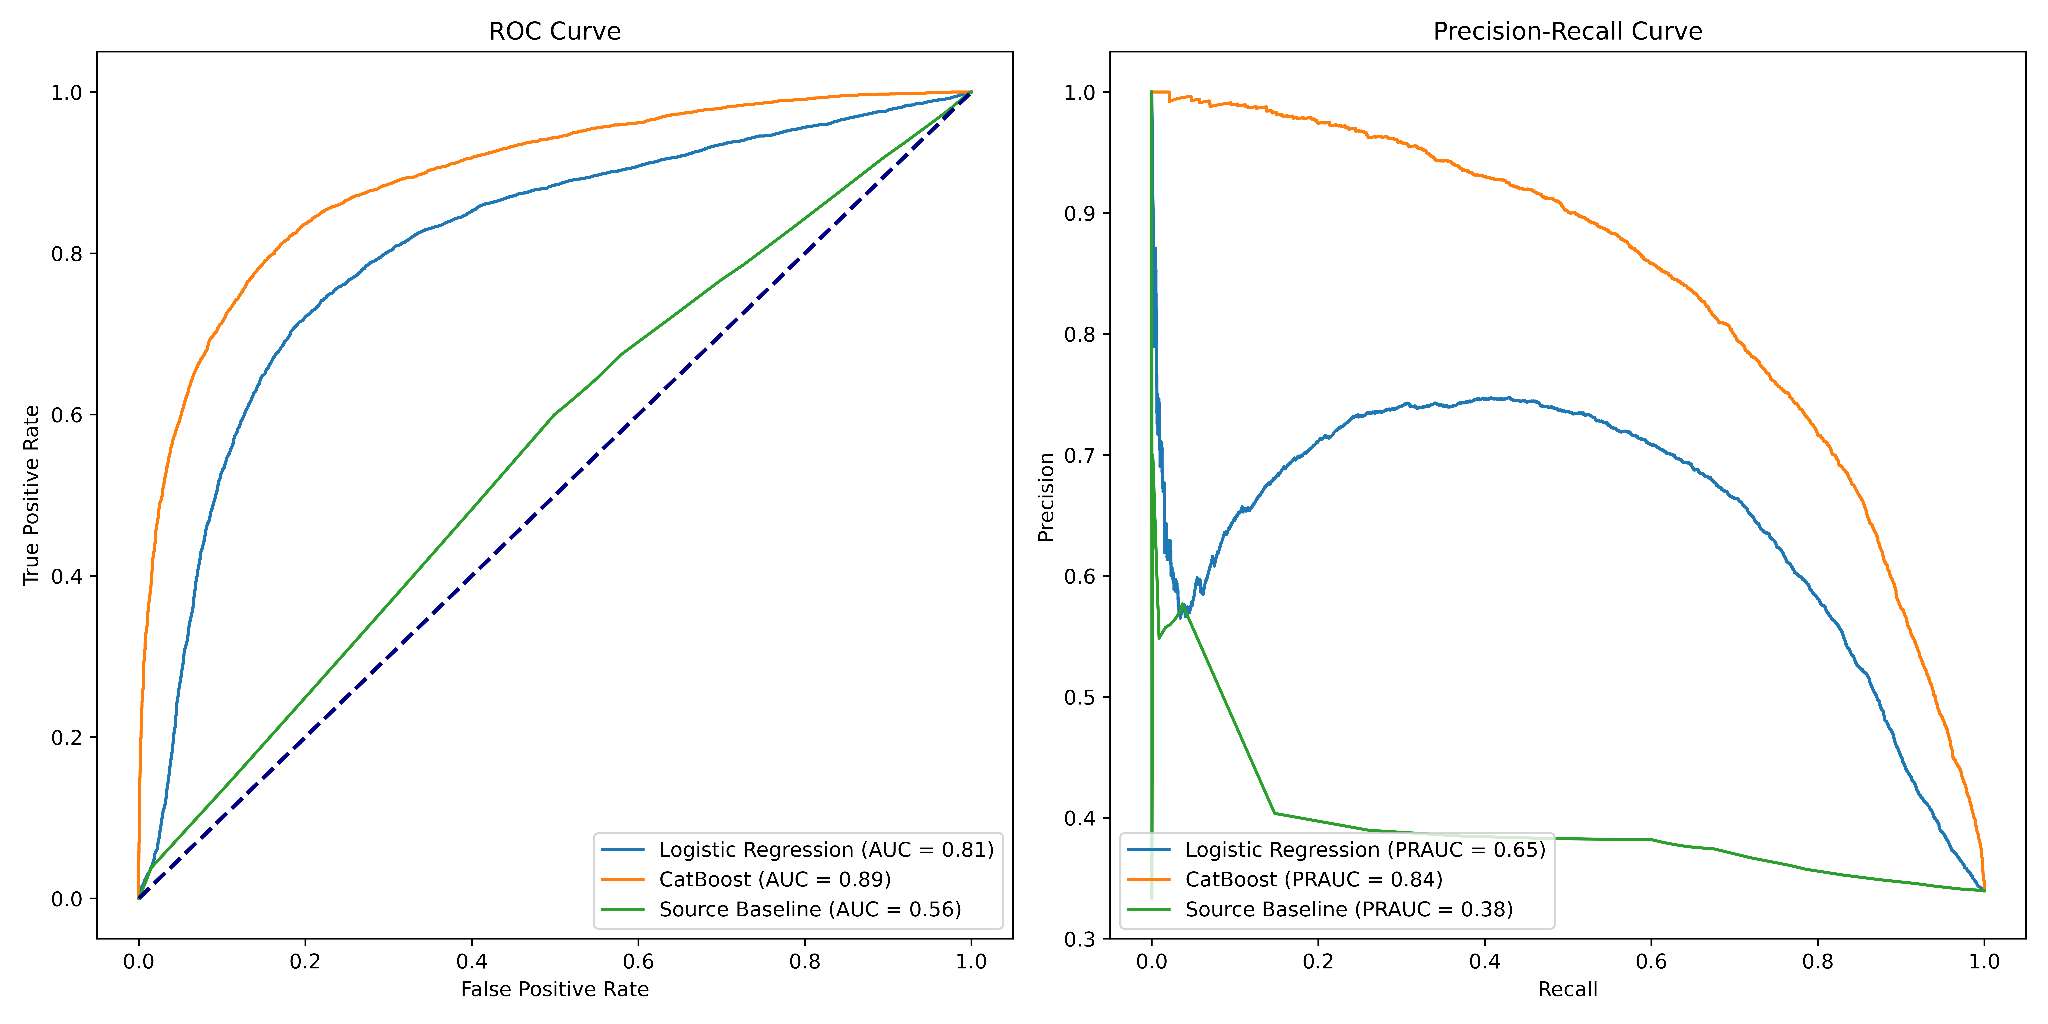 ROC Curve
True Positive Rate
1.0
0.8
0.6
0.4
0.2
0.0
0.0 0.2 0.4 0.6 0.8 1.0
False Positive Rate
Logistic Regression (AUC = 0.81)
CatBoost (AUC = 0.89)
Source Baseline (AUC = 0.56)
Precision-Recall Curve
Precision
1.0
0.9
0.8
0.7
0.6
0.5
0.4
0.3
0.0 0.2 0.4 0.6 0.8 1.0
Recall
Logistic Regression (PRAUC = 0.65)
CatBoost (PRAUC = 0.84)
Source Baseline (PRAUC = 0.38)